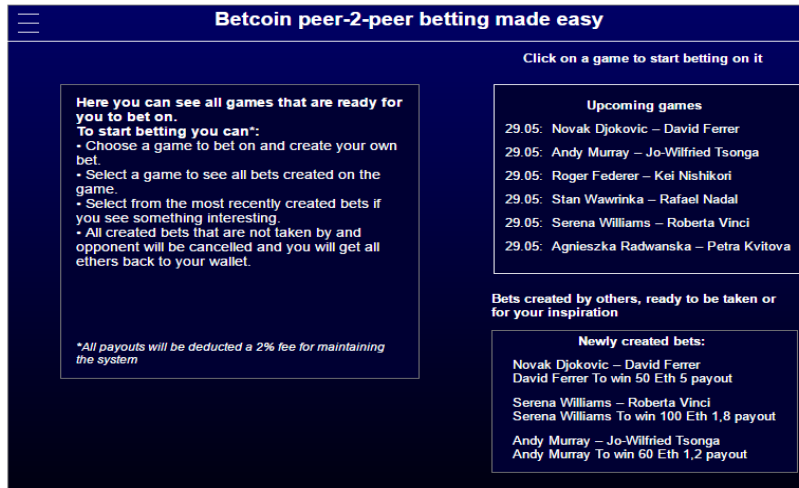 Betcoin peer-2-peer betting made easy
Click on a game to start betting on it
Here you can see all games that are ready for
you to bet on.
To start betting you can*:
• Choose a game to bet on and create your own
bet.
• Select a game to see all bets created on the
game.
• Select from the most recently created bets if
you see something interesting.
• All created bets that are not taken by and
opponent will be cancelled and you will get all
ethers back to your wallet.
*All payouts will be deducted a 2% fee for maintaining
the system
Upcoming games
29.05: Novak Djokovic – David Ferrer
29.05: Andy Murray – Jo-Wilfried Tsonga
29.05: Roger Federer – Kei Nishikori
29.05: Stan Wawrinka – Rafael Nadal
29.05: Serena Williams – Roberta Vinci
29.05: Agnieszka Radwanska – Petra Kvitova
Bets created by others, ready to be taken or
for your inspiration
Newly created bets:
Novak Djokovic – David Ferrer
David Ferrer To win 50 Eth 5 payout
Serena Williams – Roberta Vinci
Serena Williams To win 100 Eth 1,8 payout
Andy Murray – Jo-Wilfried Tsonga
Andy Murray To win 60 Eth 1,2 payout